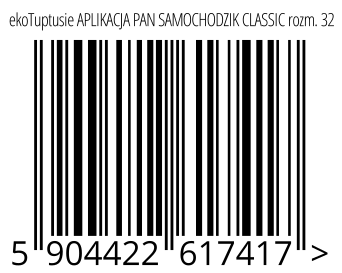 ekoTuptusie APLIKACJA PAN SAMOCHODZIK CLASSIC rozm. 32
5 904422 617417 >